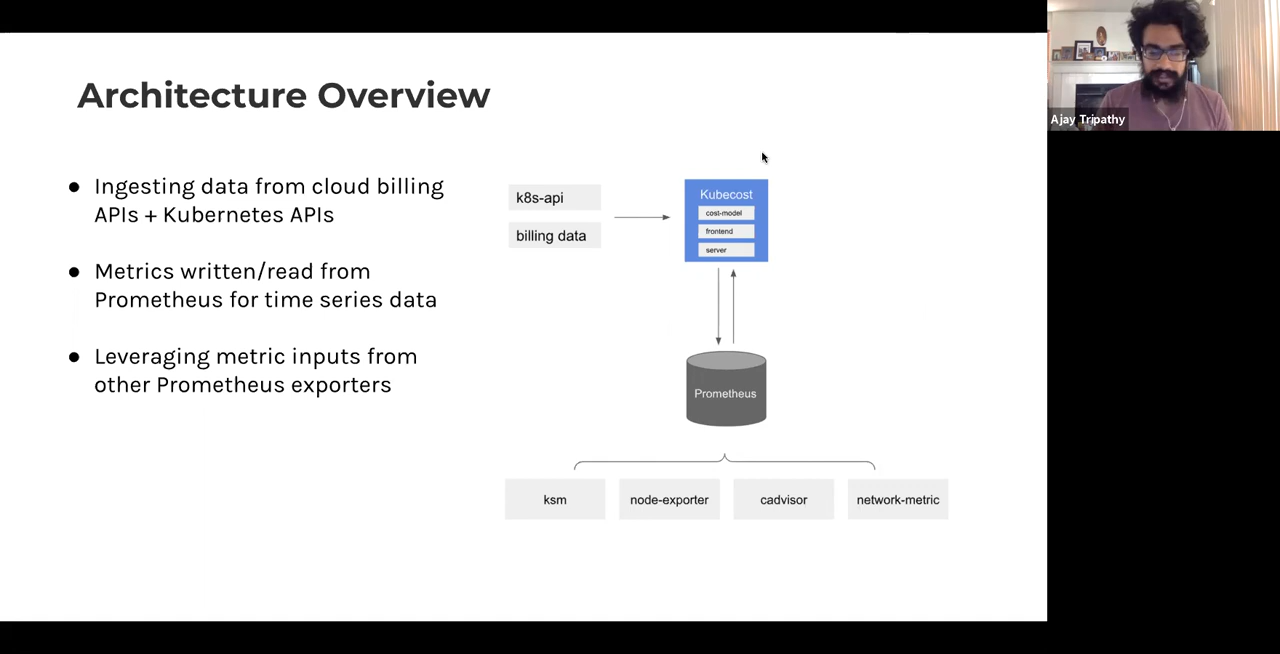 Architecture Overview
Ingesting data from cloud billing
APIs + Kubernetes APIs
Metrics written/read from
Prometheus for time series data
Leveraging metric inputs from
other Prometheus exporters
k8s-api
billing data
Kubecost
cost-model
frontend
server
Prometheus
ksm
node-exporter
cadvisor
network-metric
Ajay Tripathy